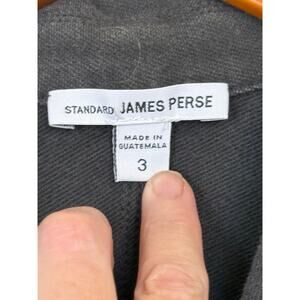 STANDARD JAMES PERSE
MADE IN
GUATEMALA
3